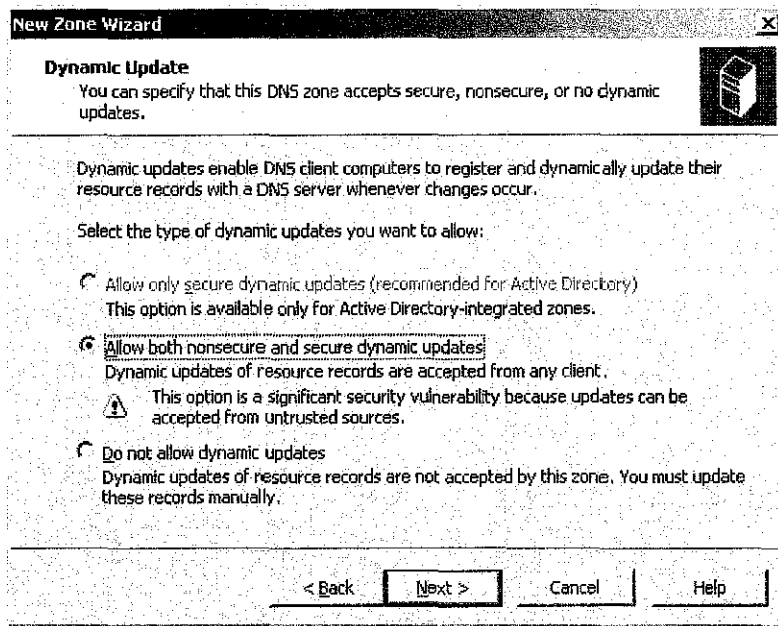 New Zone Wizard
Dynamic Update
You can specify that this DNS zone accepts secure, nonsecure, or no dynamic
updates.
Dynamic updates enable DNS client computers to register and dynamically update their
resource records with a DNS server whenever changes occur.
Select the type of dynamic updates you want to allow:
Allow only secure dynamic updates (recommended for Active Directory)
This option is available only for Active Directory-integrated zones.
Allow both nonsecure and secure dynamic updates
Dynamic updates of resource records are accepted from any client.
This option is a significant security vulnerability because updates can be
accepted from untrusted sources.
Do not allow dynamic updates
Dynamic updates of resource records are not accepted by this zone. You must update
these records manually.
< Back Next > Cancel Help